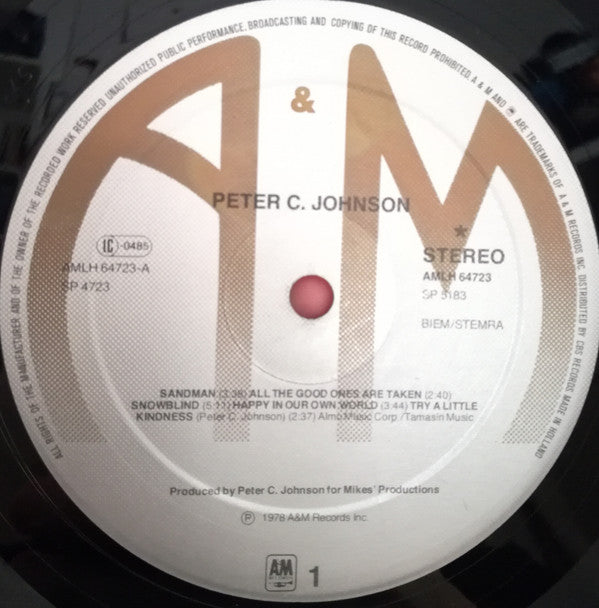 ALL RIGHTS OF THE MANUFACTURER AND OF THE OWNER OF THE RECORDED WORK RESERVED. UNAUTHORIZED PUBLIC PERFORMANCE, BROADCASTING AND COPYING OF THIS RECORD PROHIBITED. A & M AND ARE TRADEMARKS OF A & M RECORDS INC. DISTRIBUTED BY CBS RECORDS MADE IN HOLLAND
A & M
PETER C. JOHNSON
IC -0485
AMLH 64723-A
SP 4723
STEREO
AMLH 64723
SP 5183
BIEM/STEMRA
SANDMAN (3:38) ALL THE GOOD ONES ARE TAKEN (2:40)
SNOWBLIND (5:11) HAPPY IN OUR OWN WORLD (3:44) TRY A LITTLE
KINDNESS (Peter C. Johnson) (2:37) Almo Music Corp./Tamasin Music
Produced by Peter C. Johnson for Mikes' Productions
℗ 1978 A&M Records Inc.
A&M
RECORDS
1